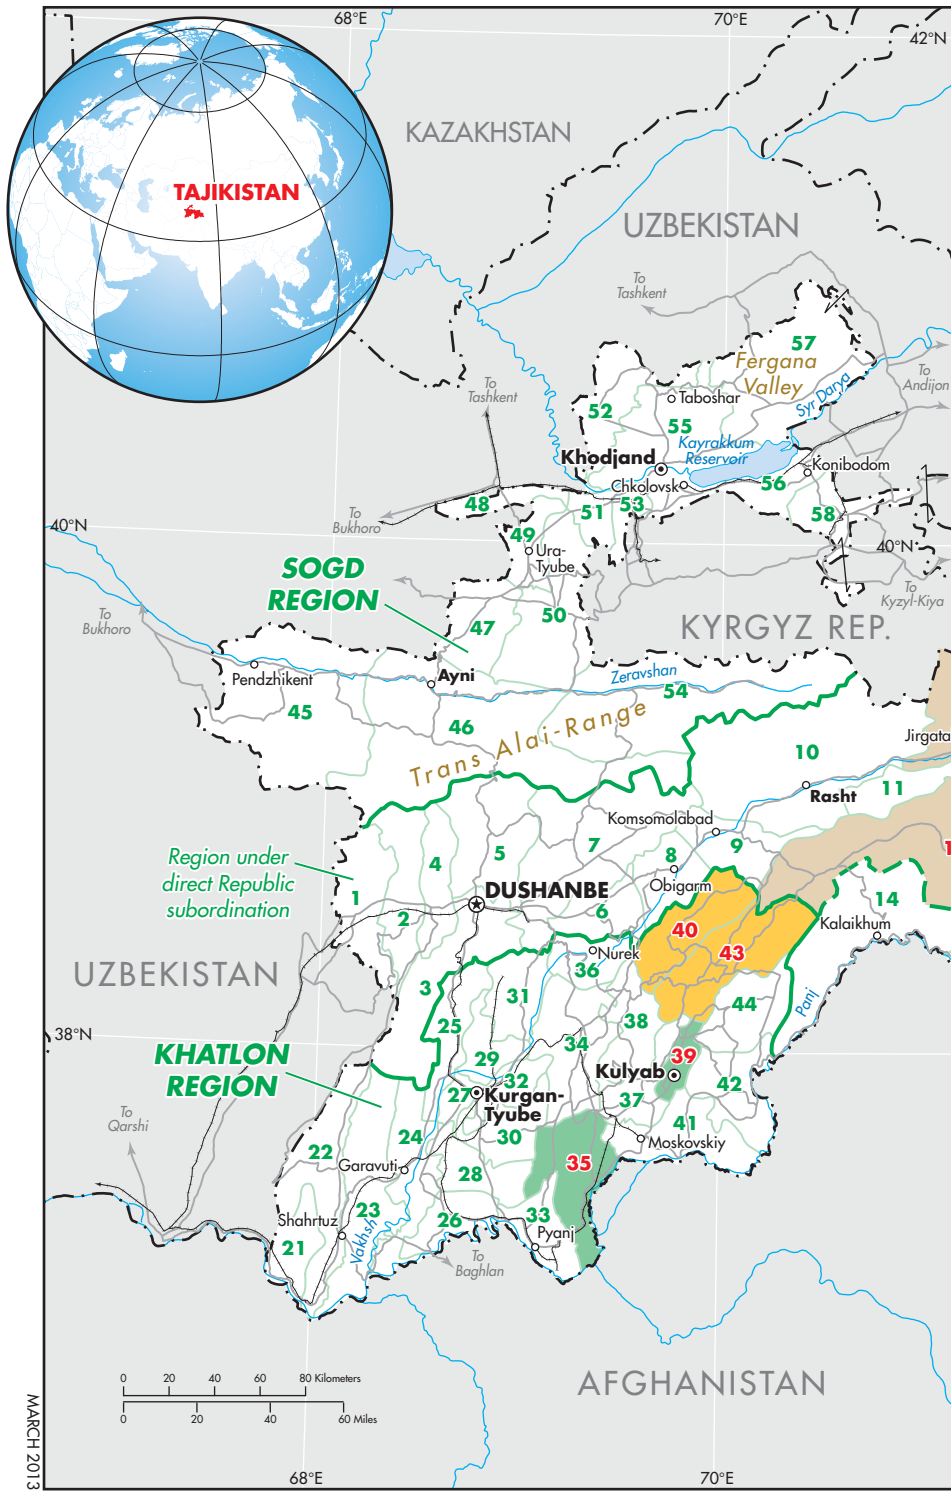 68°E
70°E
42°N
KAZAKHSTAN
TAJIKISTAN
UZBEKISTAN
To
Tashkent
57
Fergana
Valley
To
Andijon
To
Tashkent
52
Taboshar
Syr Darya
55
Kayrakkum
Reservoir
Khodjand
Konibodom
Chkolovsk
56
48
To
Bukhoro
51
53
58
40°N
49
40°N
Ura-
Tyube
SOGD
REGION
To
Kyzyl-Kiya
50
To
Bukhoro
47
KYRGYZ REP.
Pendzhikent
Ayni
Zeravshan
54
45
46
Trans Alai-Range
Jirgata
10
11
Rasht
Komsomolabad
7
9
5
8
4
Region under
direct Republic
subordination
Obigarm
1
DUSHANBE
14
1
6
2
40
Kalaikhum
43
Nurek
UZBEKISTAN
36
3
31
44
Panj
38
25
38°N
34
KHATLON
REGION
29
39
32
Kulyab
42
27
Kurgan-
Tyube
37
To
Qarshi
41
30
24
22
Moskovskiy
35
Garavuti
28
23
33
Shahrtuz
26
Pyanj
21
Vakhsh
To
Baghlan
0 20 40 60 80 Kilometers
0 20 40 60 Miles
AFGHANISTAN
MARCH 2013
68°E
70°E